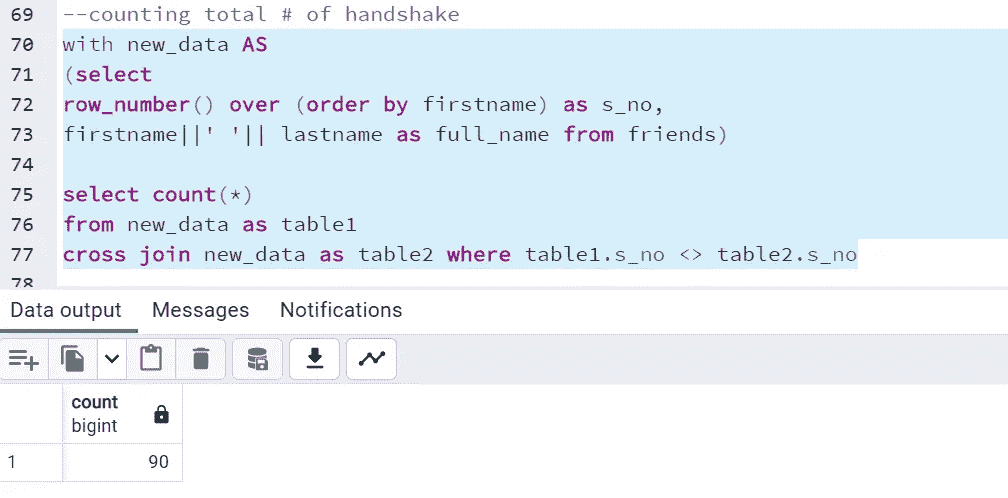 69 --counting total # of handshake
70 with new_data AS
71 (select
72 row_number() over (order by firstname) as s_no,
73 firstname||' '|| lastname as full_name from friends)
74
75 select count(*)
76 from new_data as table1
77 cross join new_data as table2 where table1.s_no <> table2.s_no
78
Data output Messages Notifications
count
bigint
1 90